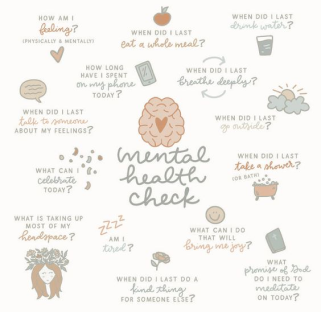 HOW AM I
feeling?
(PHYSICALLY & MENTALLY)
WHEN DID I LAST
eat a whole meal?
WHEN DID I LAST
drink water?
HOW LONG
HAVE I SPENT
on my phone
TODAY?
WHEN DID I LAST
breathe deeply?
WHEN DID I LAST
talk to someone
ABOUT MY FEELINGS?
WHEN DID I LAST
go outside?
mental
health
check
WHAT CAN I
celebrate
TODAY?
WHEN DID I LAST
take a shower?
(OR BATH)
WHAT IS TAKING UP
MOST OF MY
headspace?
ZZZZ
AM I
tired?
WHAT CAN I DO
THAT WILL
bring me joy?
WHEN DID I LAST DO A
kind thing
FOR SOMEONE ELSE?
WHAT
promise of God
DO I NEED TO
meditate
ON TODAY?